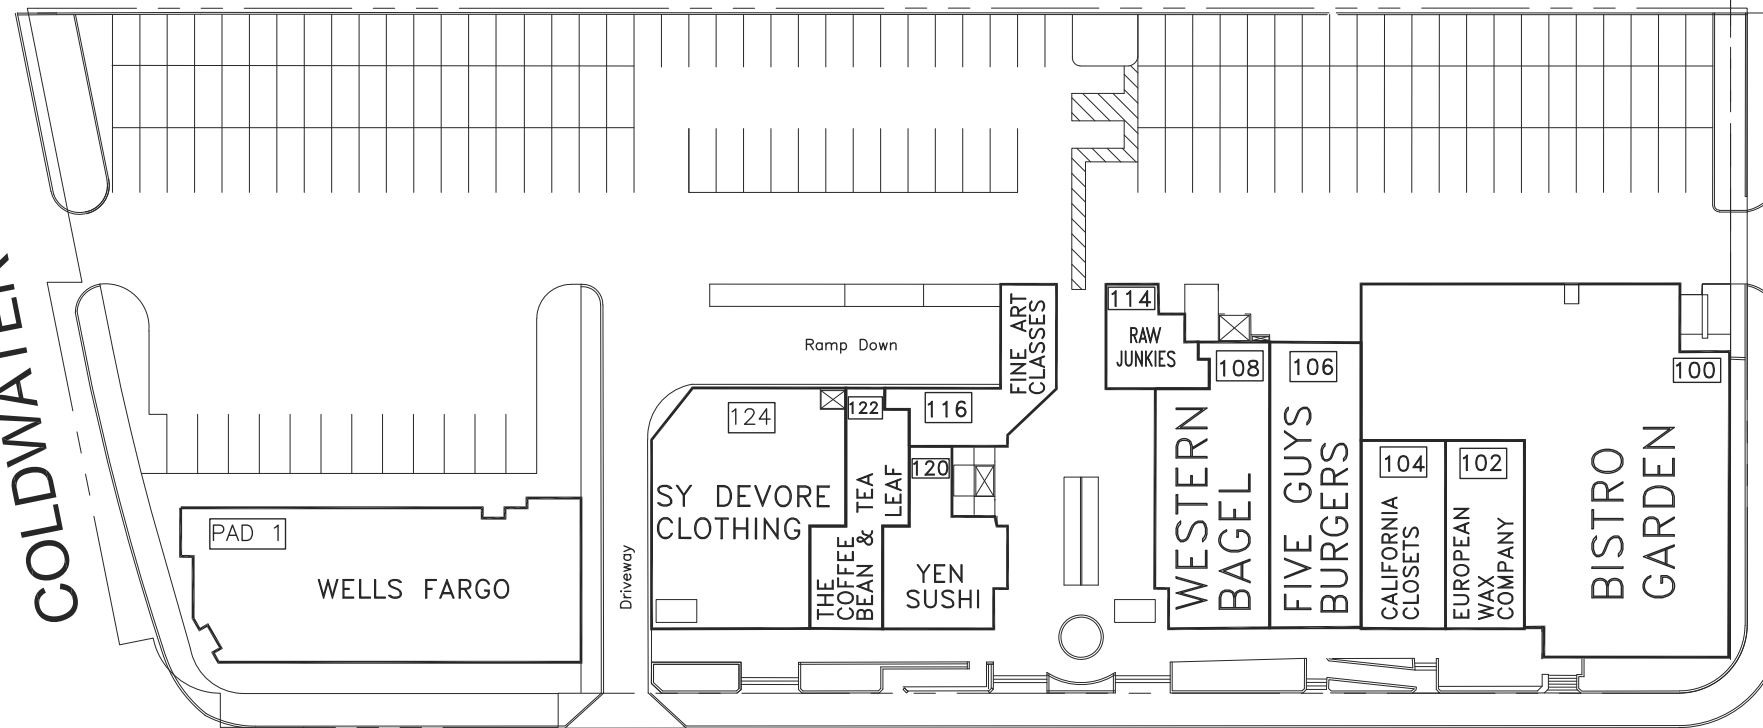 COLDWATER
PAD 1
WELLS FARGO
Driveway
Ramp Down
124
SY DEVORE
CLOTHING
122
THE
COFFEE
BEAN & TEA
LEAF
116
FINE ART
CLASSES
120
YEN
SUSHI
114
RAW
JUNKIES
108
WESTERN
BAGEL
106
FIVE GUYS
BURGERS
104
CALIFORNIA
CLOSETS
102
EUROPEAN
WAX
COMPANY
100
BISTRO
GARDEN